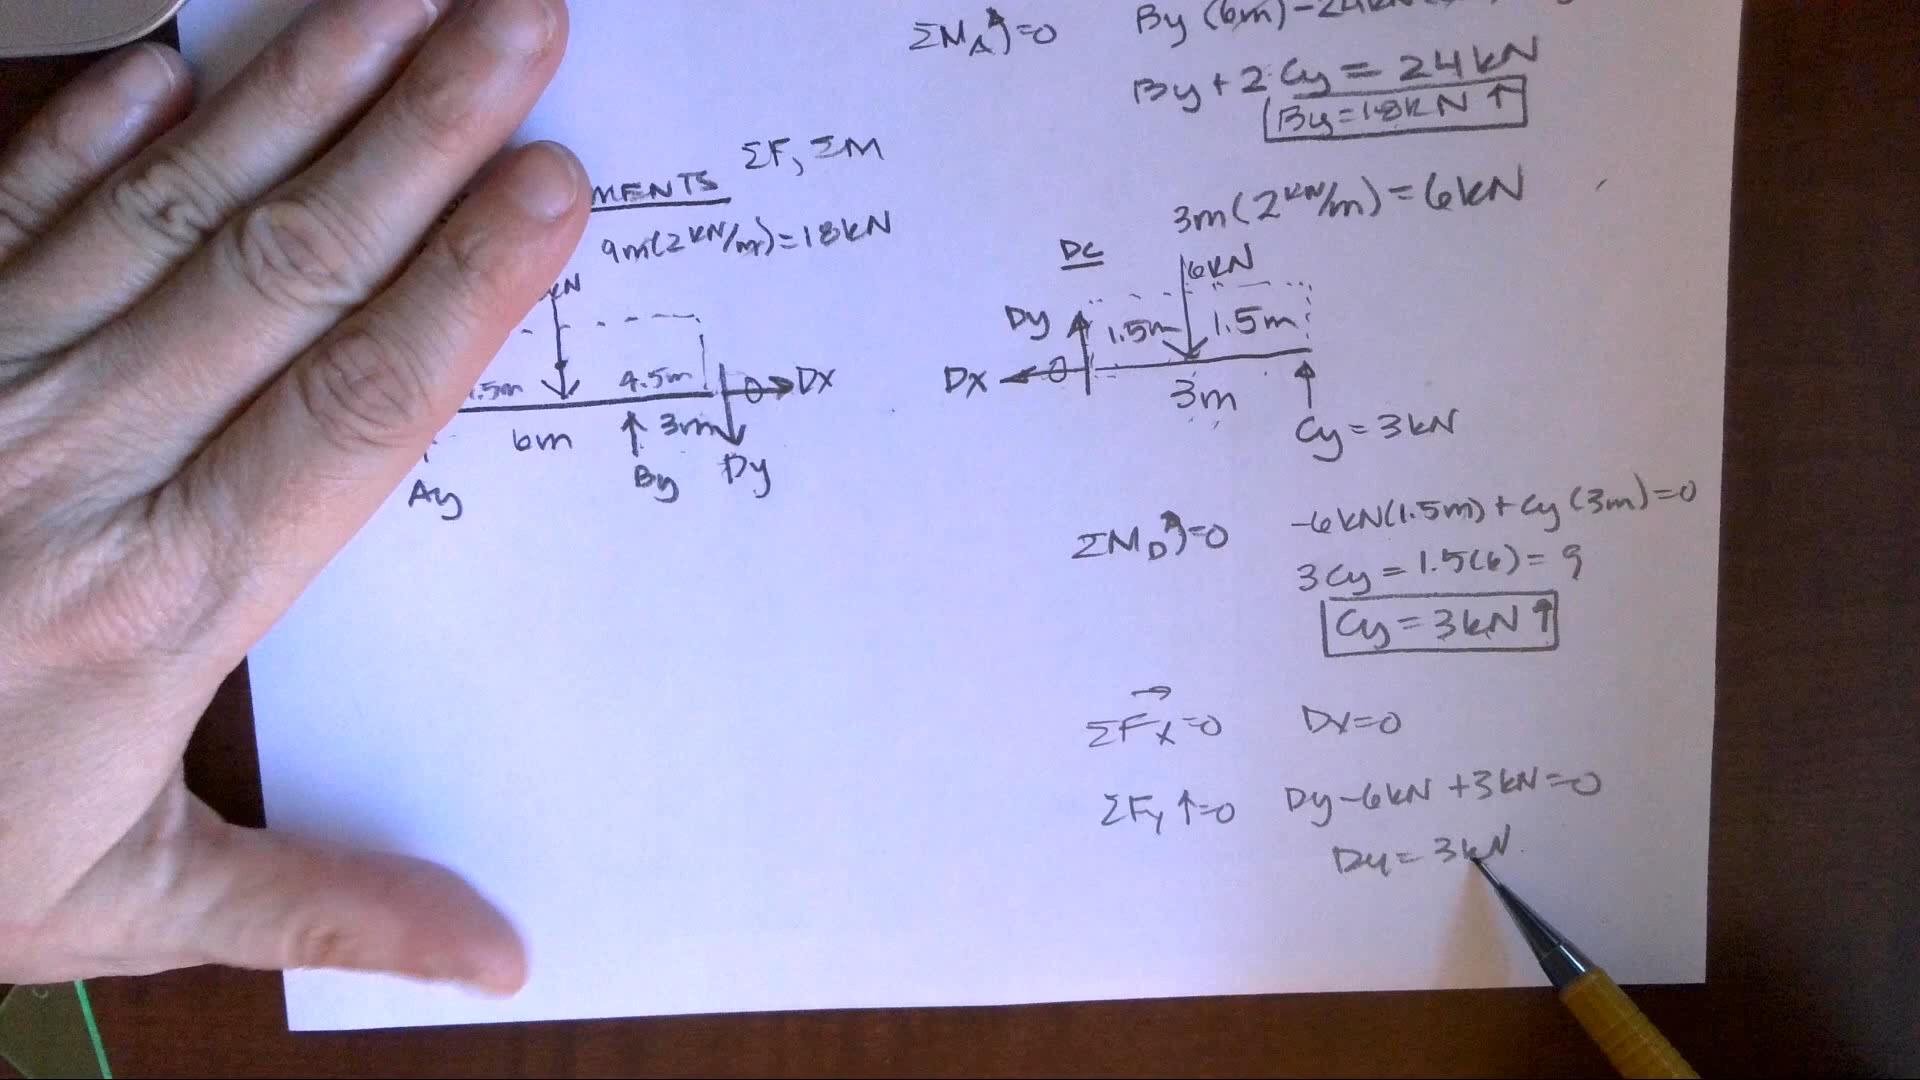 ΣMA=0 By(6m)-24kN
By+2Cy=24kN
By=18kN↑
ΣF, ΣM
MENTS
9m(2kN/m)=18kN
kN
.5m 4.5m Dx
6m By 3m Dy
Ay
3m(2kN/m)=6kN
DC
6kN
Dy 1.5m 1.5m
Dx 3m
Cy=3kN
ΣMD=0 -6kN(1.5m)+Cy(3m)=0
3Cy=1.5(6)=9
Cy=3kN↑
ΣFx=0 Dx=0
ΣFy↑=0 Dy-6kN+3kN=0
Dy=3kN